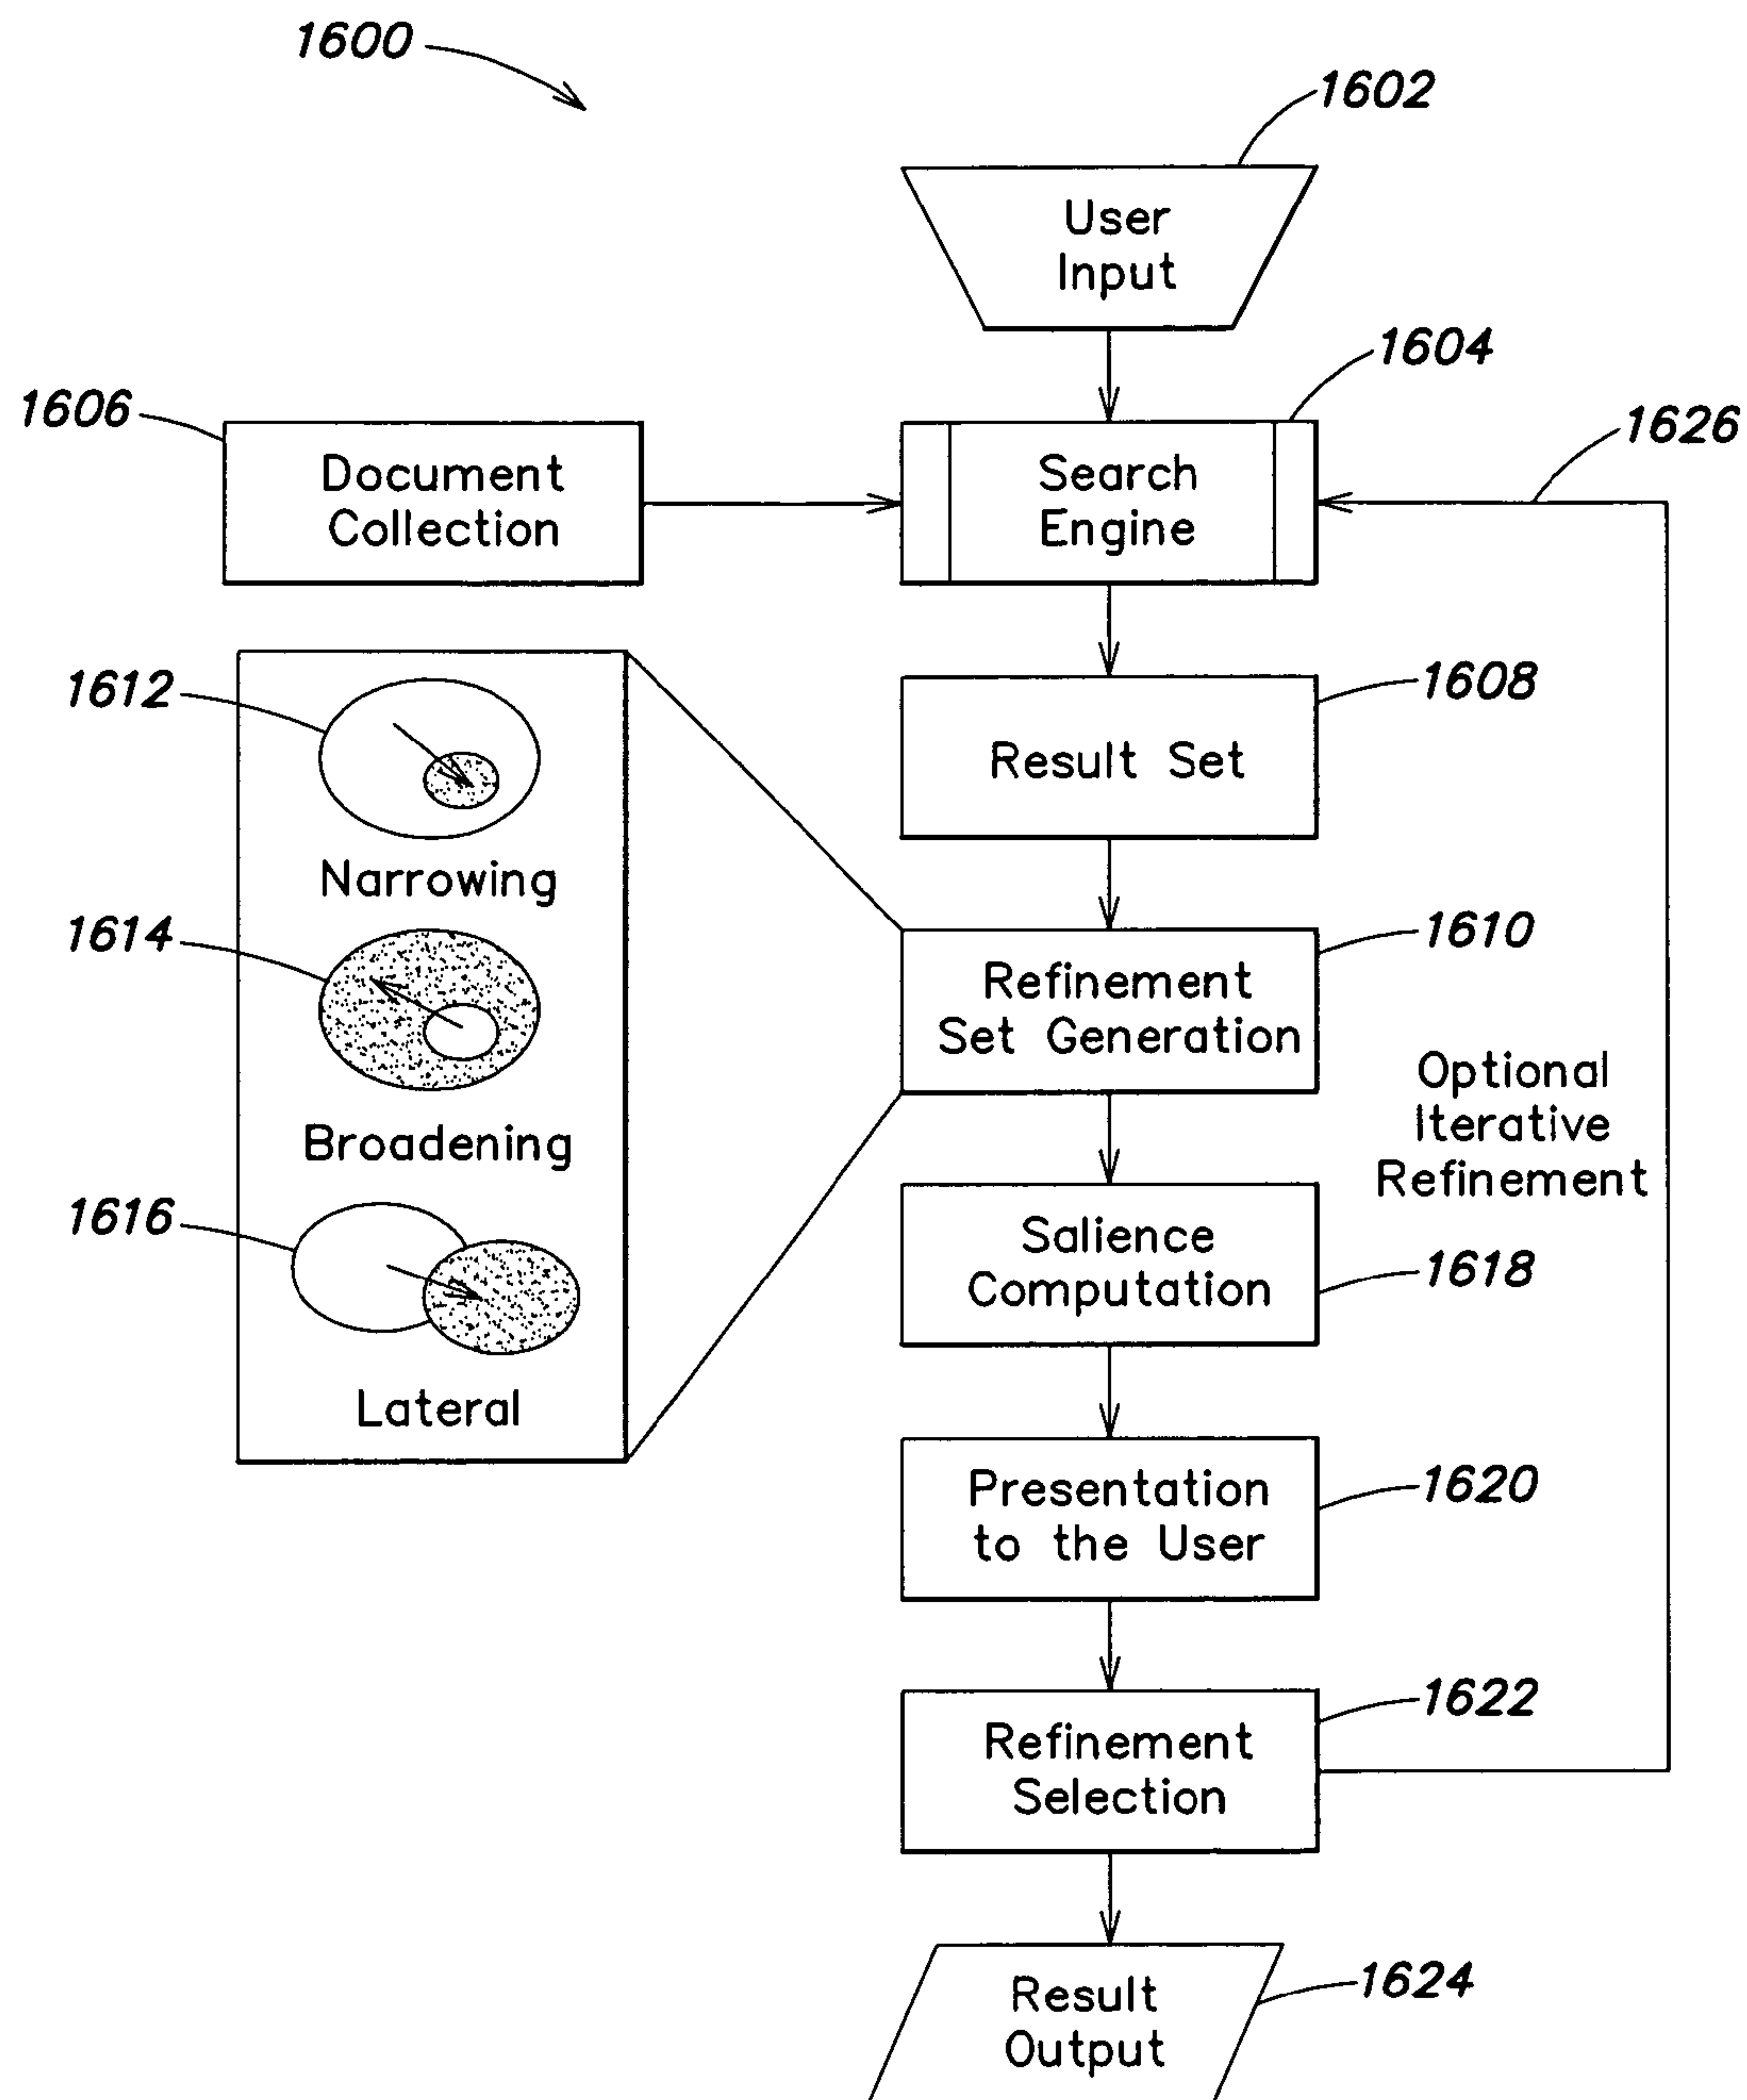 1600
1602
User
Input
1604
1606
1626
Document
Collection
Search
Engine
1612
1608
Result Set
Narrowing
1614
1610
Refinement
Set Generation
Optional
Iterative
Refinement
Broadening
1616
Salience
Computation
1618
Lateral
Presentation
to the User
1620
Refinement
Selection
1622
Result
Output
1624